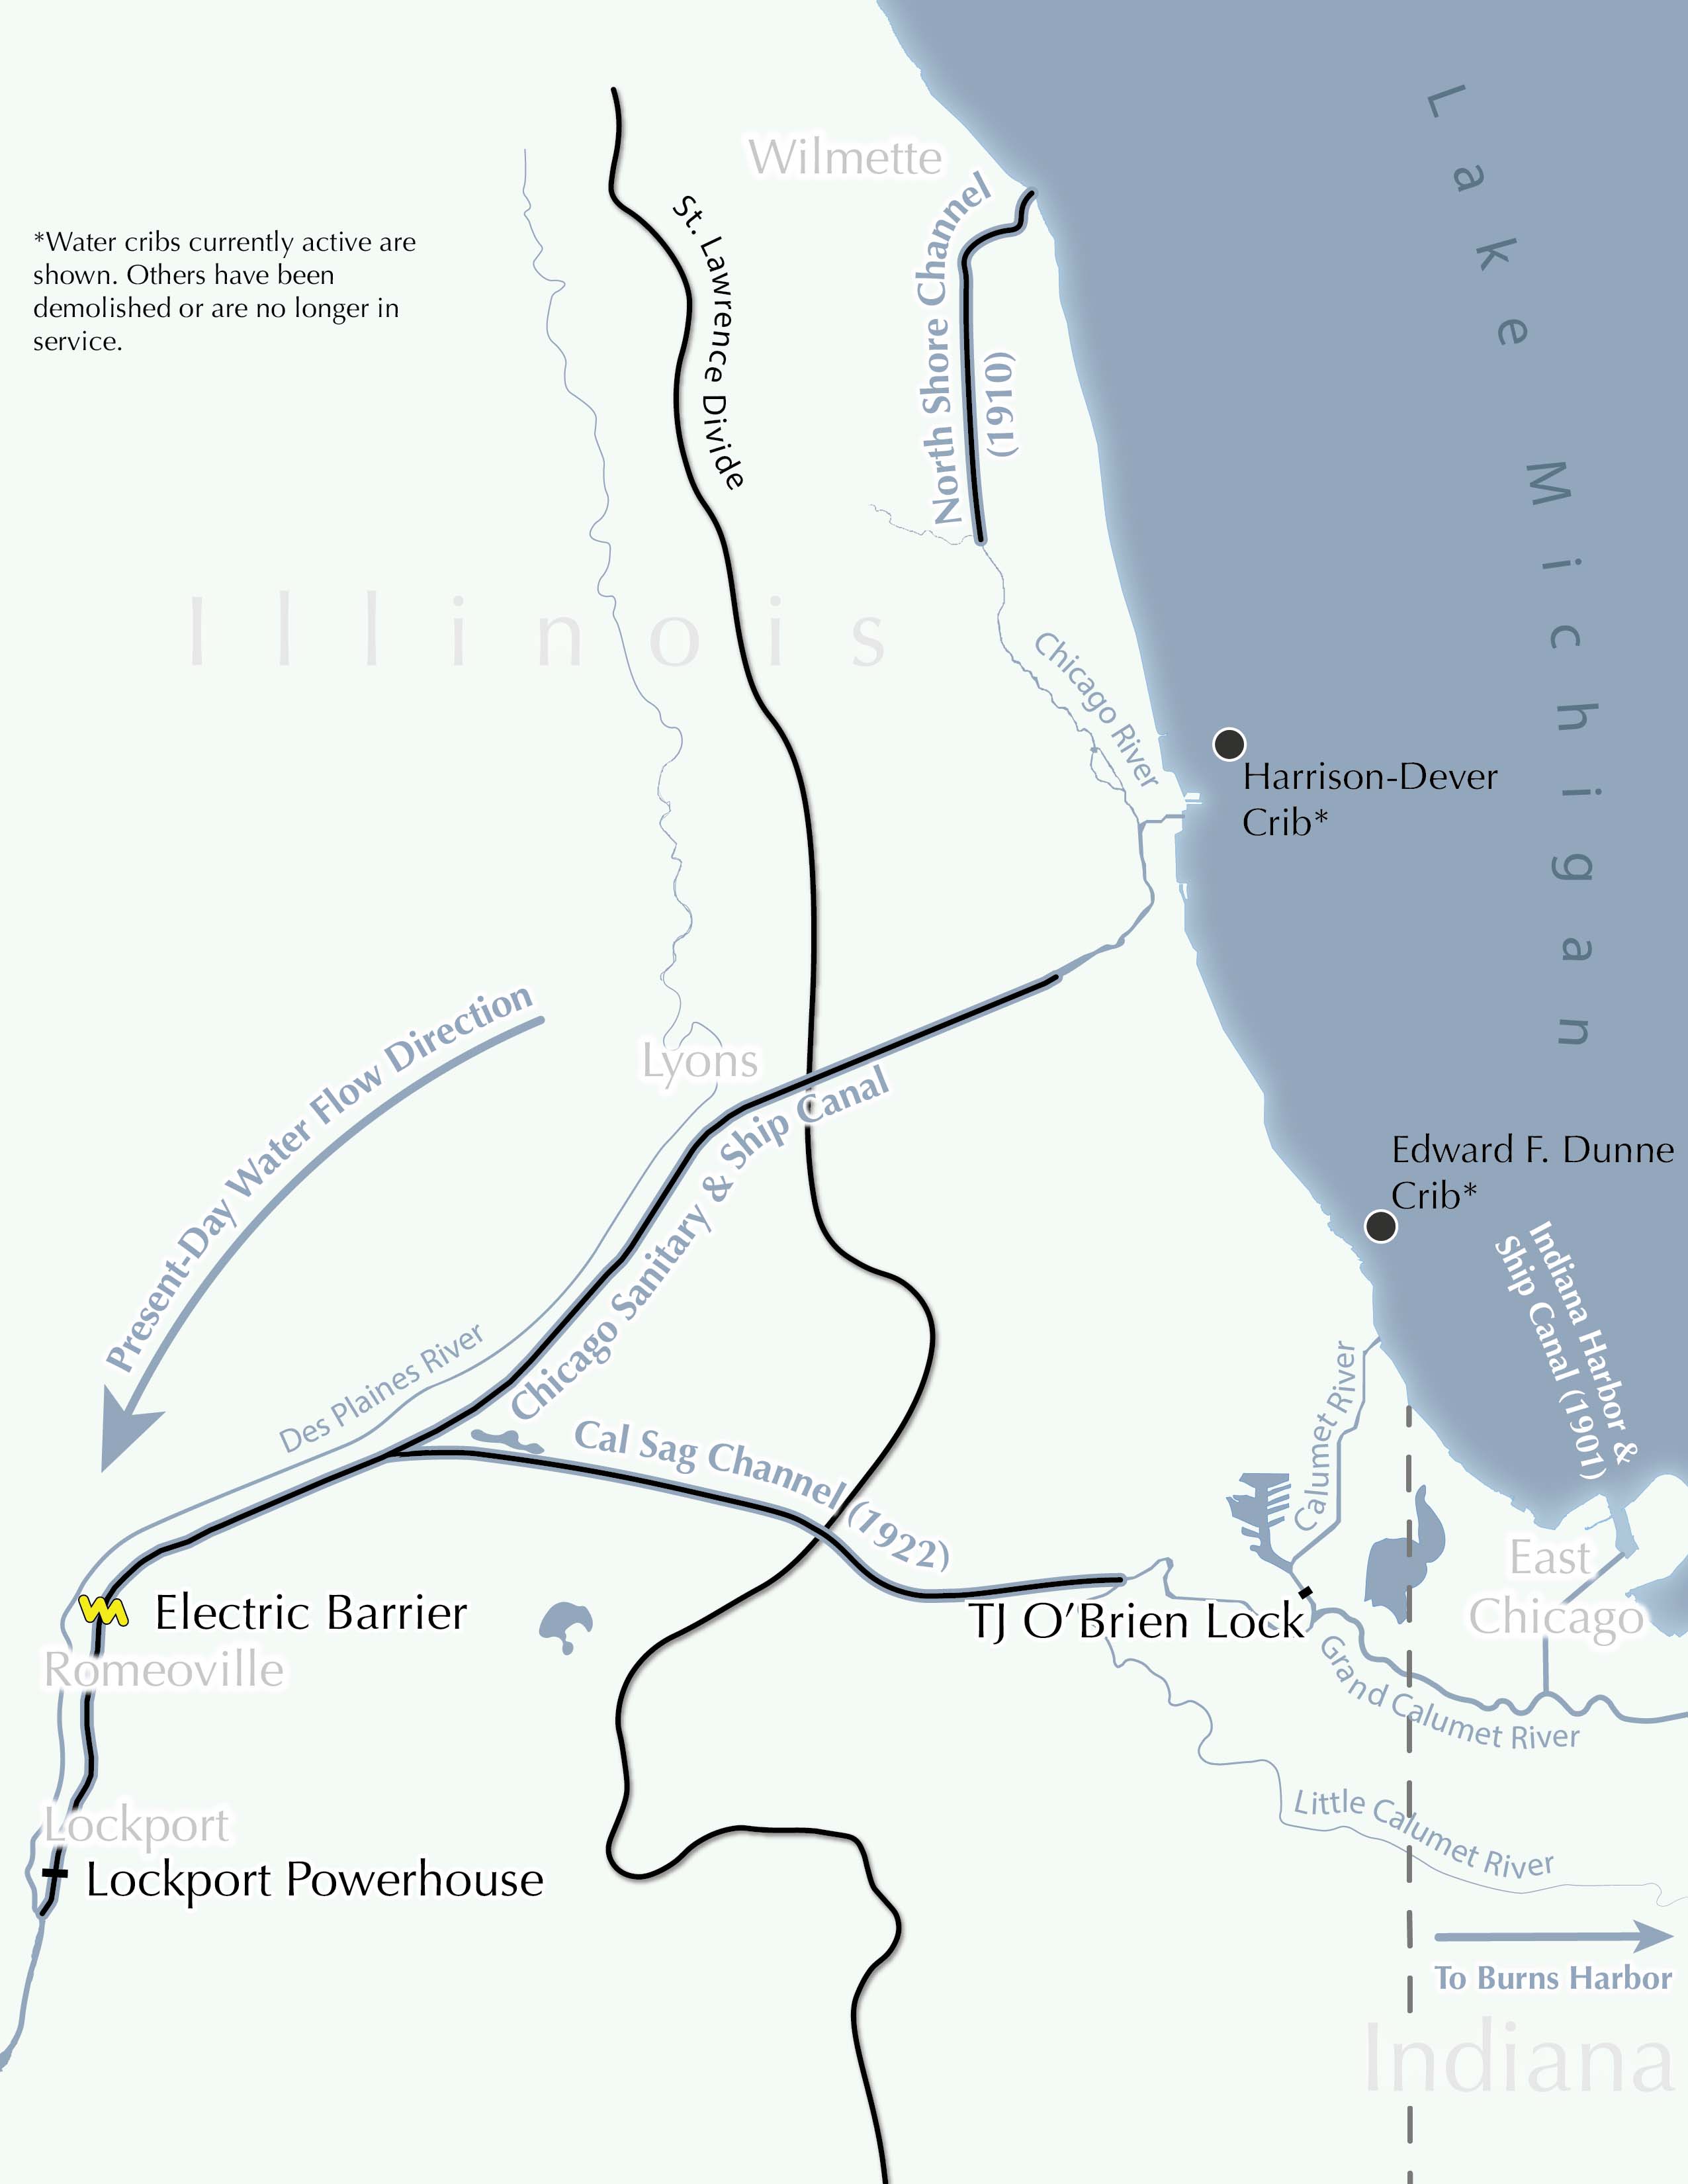 Lake Michigan
Wilmette
North Shore Channel
(1910)
St. Lawrence Divide
*Water cribs currently active are
shown. Others have been
demolished or are no longer in
service.
Illinois
Chicago River
Harrison-Dever
Crib*
Present-Day Water Flow Direction
Lyons
Chicago Sanitary & Ship Canal
Edward F. Dunne
Crib*
Indiana Harbor &
Ship Canal (1901)
Des Plaines River
Cal Sag Channel (1922)
Calumet River
East
Chicago
Electric Barrier
TJ O’Brien Lock
Romeoville
Grand Calumet River
Little Calumet River
Lockport
Lockport Powerhouse
To Burns Harbor
Indiana